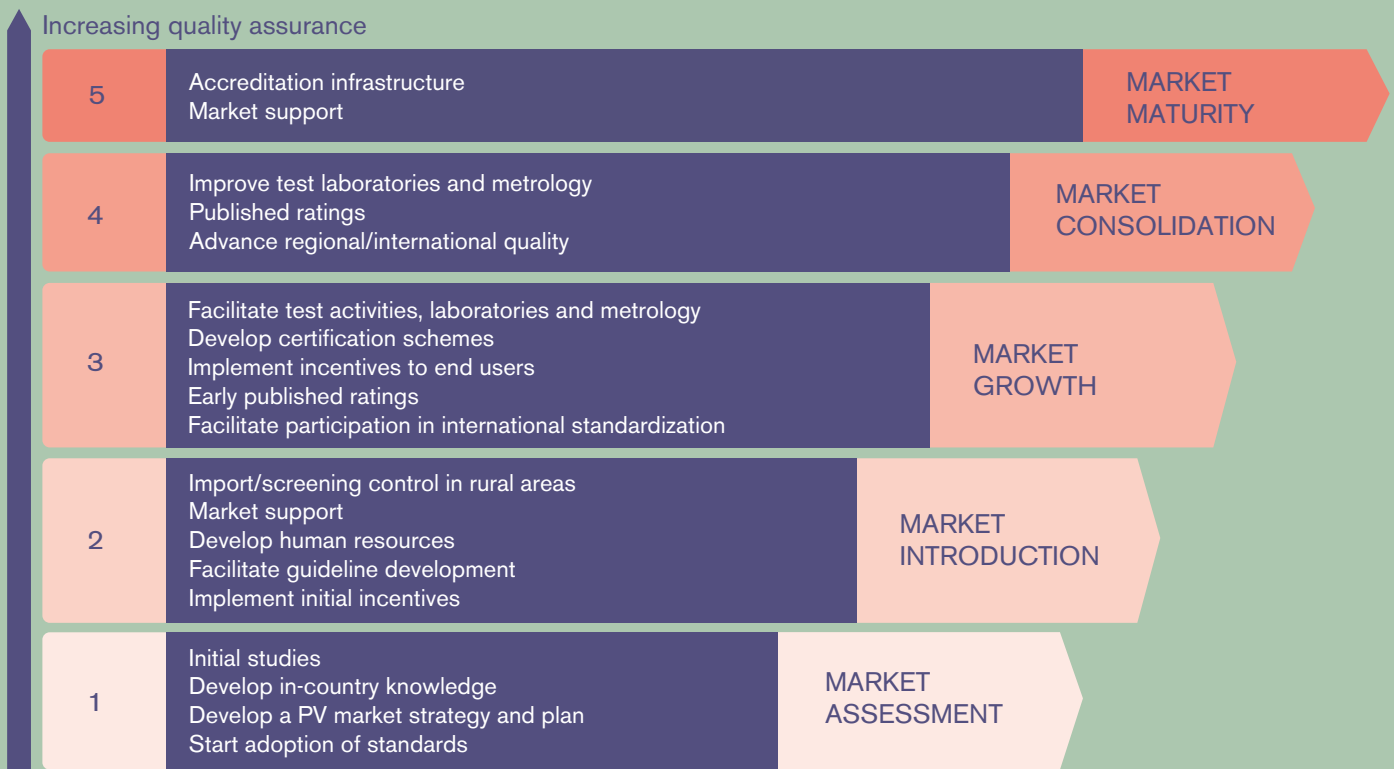 Increasing quality assurance
5
Accreditation infrastructure
Market support
MARKET
MATURITY
4
Improve test laboratories and metrology
Published ratings
Advance regional/international quality
MARKET
CONSOLIDATION
3
Facilitate test activities, laboratories and metrology
Develop certification schemes
Implement incentives to end users
Early published ratings
Facilitate participation in international standardization
MARKET
GROWTH
2
Import/screening control in rural areas
Market support
Develop human resources
Facilitate guideline development
Implement initial incentives
MARKET
INTRODUCTION
1
Initial studies
Develop in-country knowledge
Develop a PV market strategy and plan
Start adoption of standards
MARKET
ASSESSMENT